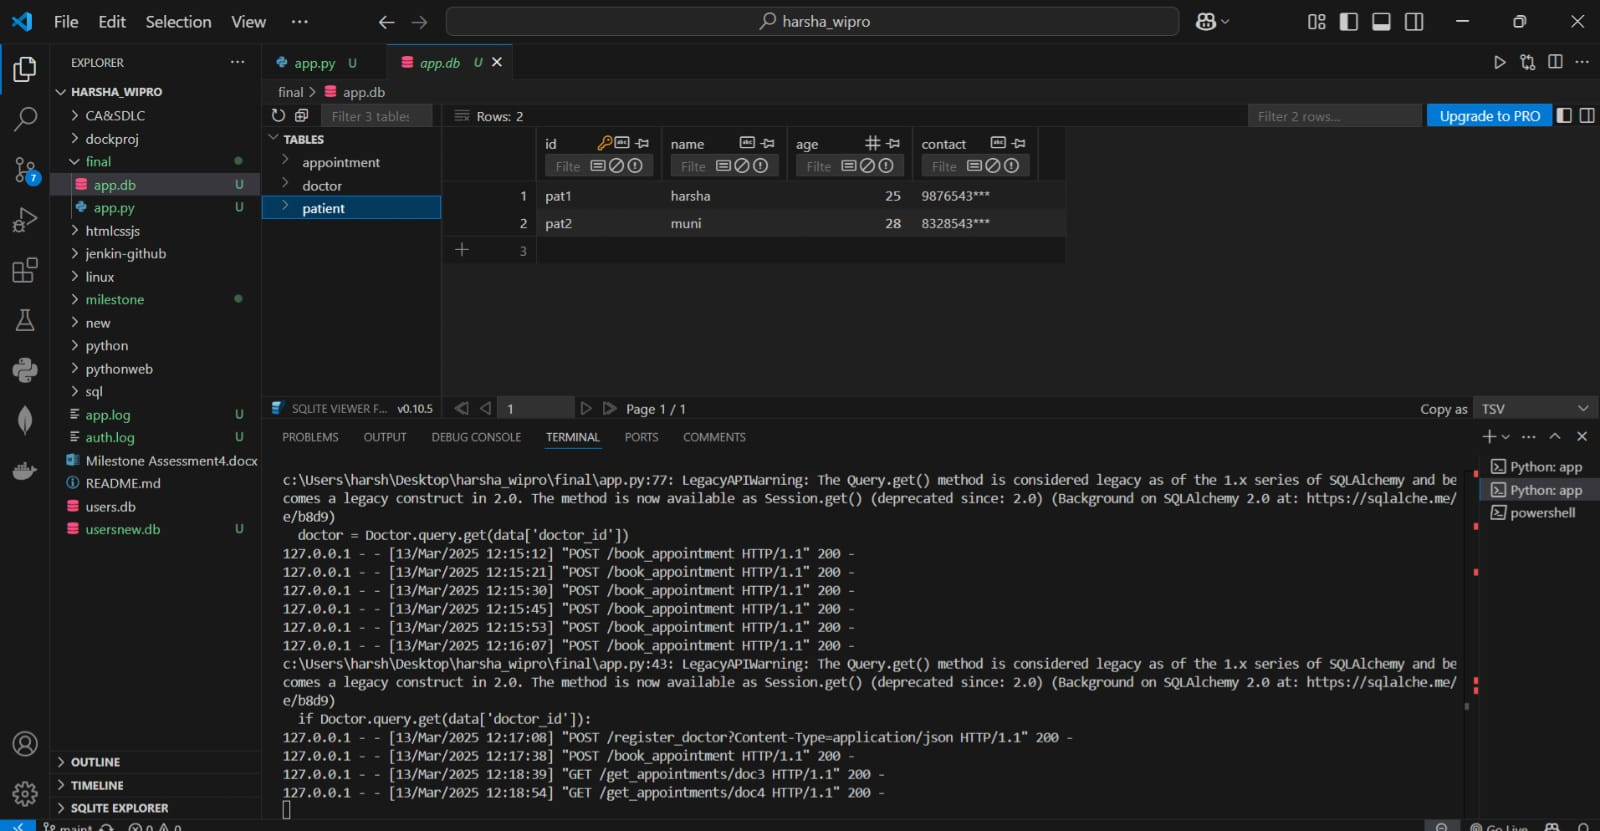 File Edit Selection View ··· harsha_wipro
EXPLORER ···
HARSHA_WIPRO
CA&SDLC
dockproj
final
app.db U
app.py U
htmlcssjs
jenkin-github
linux
milestone
new
python
pythonweb
sql
app.log U
auth.log U
Milestone Assessment4.docx
README.md
users.db
usersnew.db U
OUTLINE
TIMELINE
SQLITE EXPLORER
7
app.py U app.db U
final > app.db
Filter 3 tables Rows: 2 Filter 2 rows... Upgrade to PRO
TABLES
appointment
doctor
patient
id name age contact
Filte Filte Filte Filte
1 pat1 harsha 25 9876543***
2 pat2 muni 28 8328543***
3
SQLITE VIEWER F... v0.10.5 1 Page 1 / 1 Copy as TSV
PROBLEMS OUTPUT DEBUG CONSOLE TERMINAL PORTS COMMENTS
c:\Users\harsh\Desktop\harsha_wipro\final\app.py:77: LegacyAPIWarning: The Query.get() method is considered legacy as of the 1.x series of SQLAlchemy and be
comes a legacy construct in 2.0. The method is now available as Session.get() (deprecated since: 2.0) (Background on SQLAlchemy 2.0 at: https://sqlalche.me/
e/b8d9)
doctor = Doctor.query.get(data['doctor_id'])
127.0.0.1 - - [13/Mar/2025 12:15:12] "POST /book_appointment HTTP/1.1" 200 -
127.0.0.1 - - [13/Mar/2025 12:15:21] "POST /book_appointment HTTP/1.1" 200 -
127.0.0.1 - - [13/Mar/2025 12:15:30] "POST /book_appointment HTTP/1.1" 200 -
127.0.0.1 - - [13/Mar/2025 12:15:45] "POST /book_appointment HTTP/1.1" 200 -
127.0.0.1 - - [13/Mar/2025 12:15:53] "POST /book_appointment HTTP/1.1" 200 -
127.0.0.1 - - [13/Mar/2025 12:16:07] "POST /book_appointment HTTP/1.1" 200 -
c:\Users\harsh\Desktop\harsha_wipro\final\app.py:43: LegacyAPIWarning: The Query.get() method is considered legacy as of the 1.x series of SQLAlchemy and be
comes a legacy construct in 2.0. The method is now available as Session.get() (deprecated since: 2.0) (Background on SQLAlchemy 2.0 at: https://sqlalche.me/
e/b8d9)
if Doctor.query.get(data['doctor_id']):
127.0.0.1 - - [13/Mar/2025 12:17:08] "POST /register_doctor?Content-Type=application/json HTTP/1.1" 200 -
127.0.0.1 - - [13/Mar/2025 12:17:38] "POST /book_appointment HTTP/1.1" 200 -
127.0.0.1 - - [13/Mar/2025 12:18:39] "GET /get_appointments/doc3 HTTP/1.1" 200 -
127.0.0.1 - - [13/Mar/2025 12:18:54] "GET /get_appointments/doc4 HTTP/1.1" 200 -
Python: app
Python: app
powershell
main* 0 0 Go Live